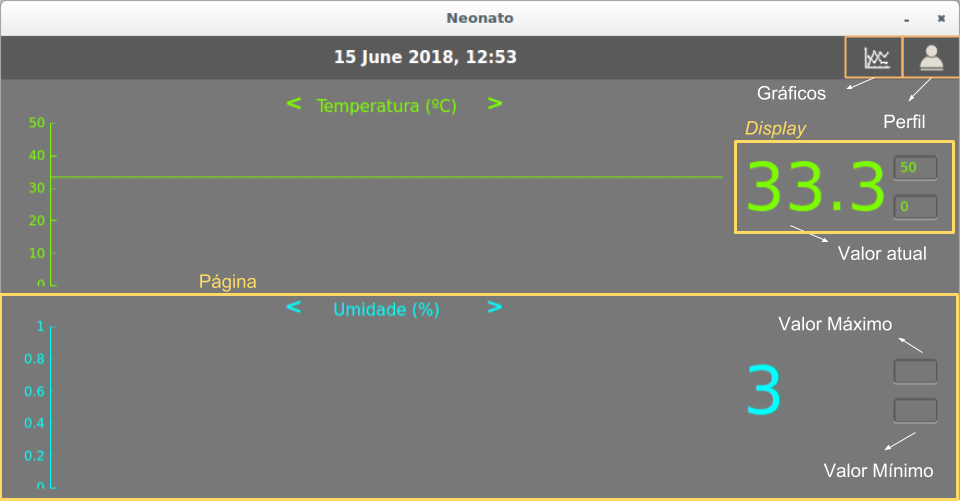 Neonato
15 June 2018, 12:53
Gráficos
Perfil
< Temperatura (ºC) >
Display
50
40
30
20
10
0
33.3
50
0
Valor atual
Página
< Umidade (%) >
1
0.8
0.6
0.4
0.2
0
3
Valor Máximo
Valor Mínimo